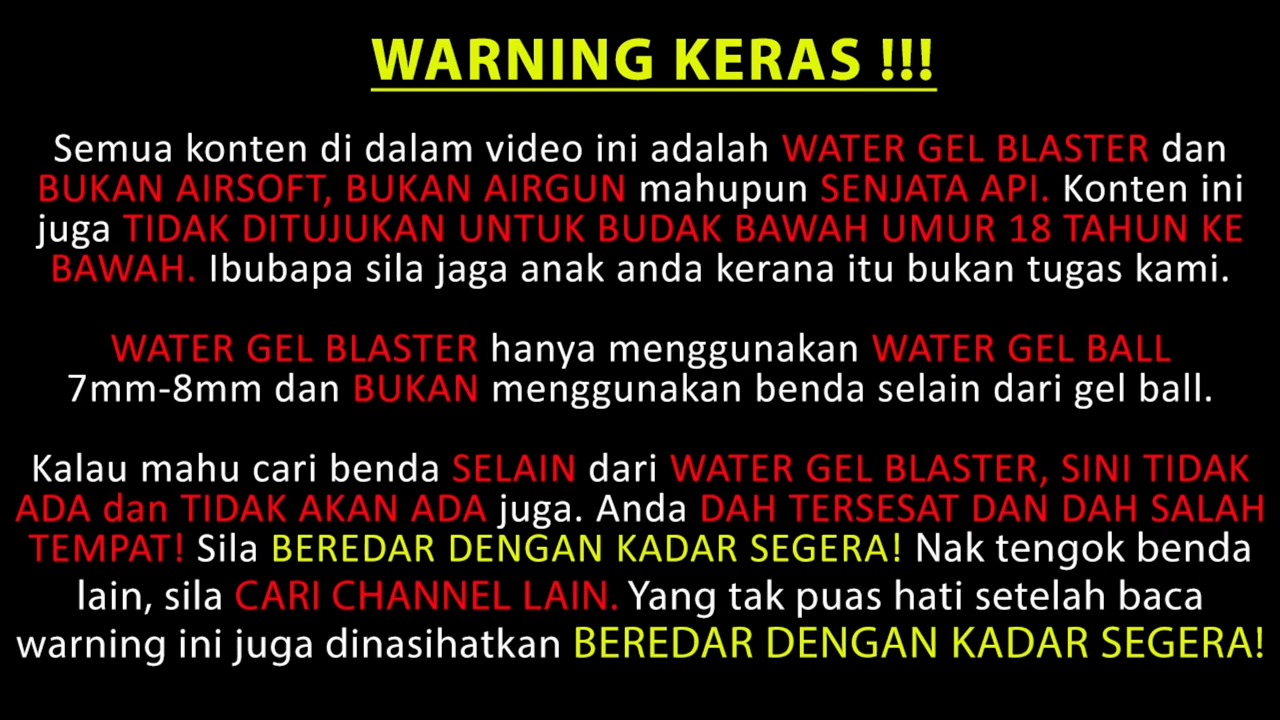 WARNING KERAS !!!
Semua konten di dalam video ini adalah WATER GEL BLASTER dan
BUKAN AIRSOFT, BUKAN AIRGUN mahupun SENJATA API. Konten ini
juga TIDAK DITUJUKAN UNTUK BUDAK BAWAH UMUR 18 TAHUN KE
BAWAH. Ibubapa sila jaga anak anda kerana itu bukan tugas kami.
WATER GEL BLASTER hanya menggunakan WATER GEL BALL
7mm-8mm dan BUKAN menggunakan benda selain dari gel ball.
Kalau mahu cari benda SELAIN dari WATER GEL BLASTER, SINI TIDAK
ADA dan TIDAK AKAN ADA juga. Anda DAH TERSESAT DAN DAH SALAH
TEMPAT! Sila BEREDAR DENGAN KADAR SEGERA! Nak tengok benda
lain, sila CARI CHANNEL LAIN. Yang tak puas hati setelah baca
warning ini juga dinasihatkan BEREDAR DENGAN KADAR SEGERA!